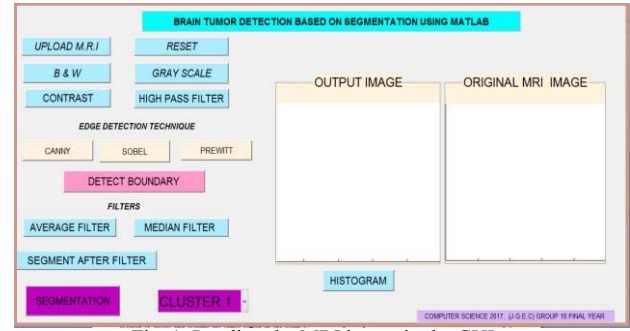 BRAIN TUMOR DETECTION BASED ON SEGMENTATION USING MATLAB
UPLOAD M.R.I
RESET
B & W
GRAY SCALE
CONTRAST
HIGH PASS FILTER
EDGE DETECTION TECHNIQUE
CANNY
SOBEL
PREWITT
DETECT BOUNDARY
FILTERS
AVERAGE FILTER
MEDIAN FILTER
SEGMENT AFTER FILTER
SEGMENTATION
CLUSTER 1
OUTPUT IMAGE
ORIGINAL MRI IMAGE
HISTOGRAM
COMPUTER SCIENCE 2017 (J.G.E.C) GROUP 16 FINAL YEAR